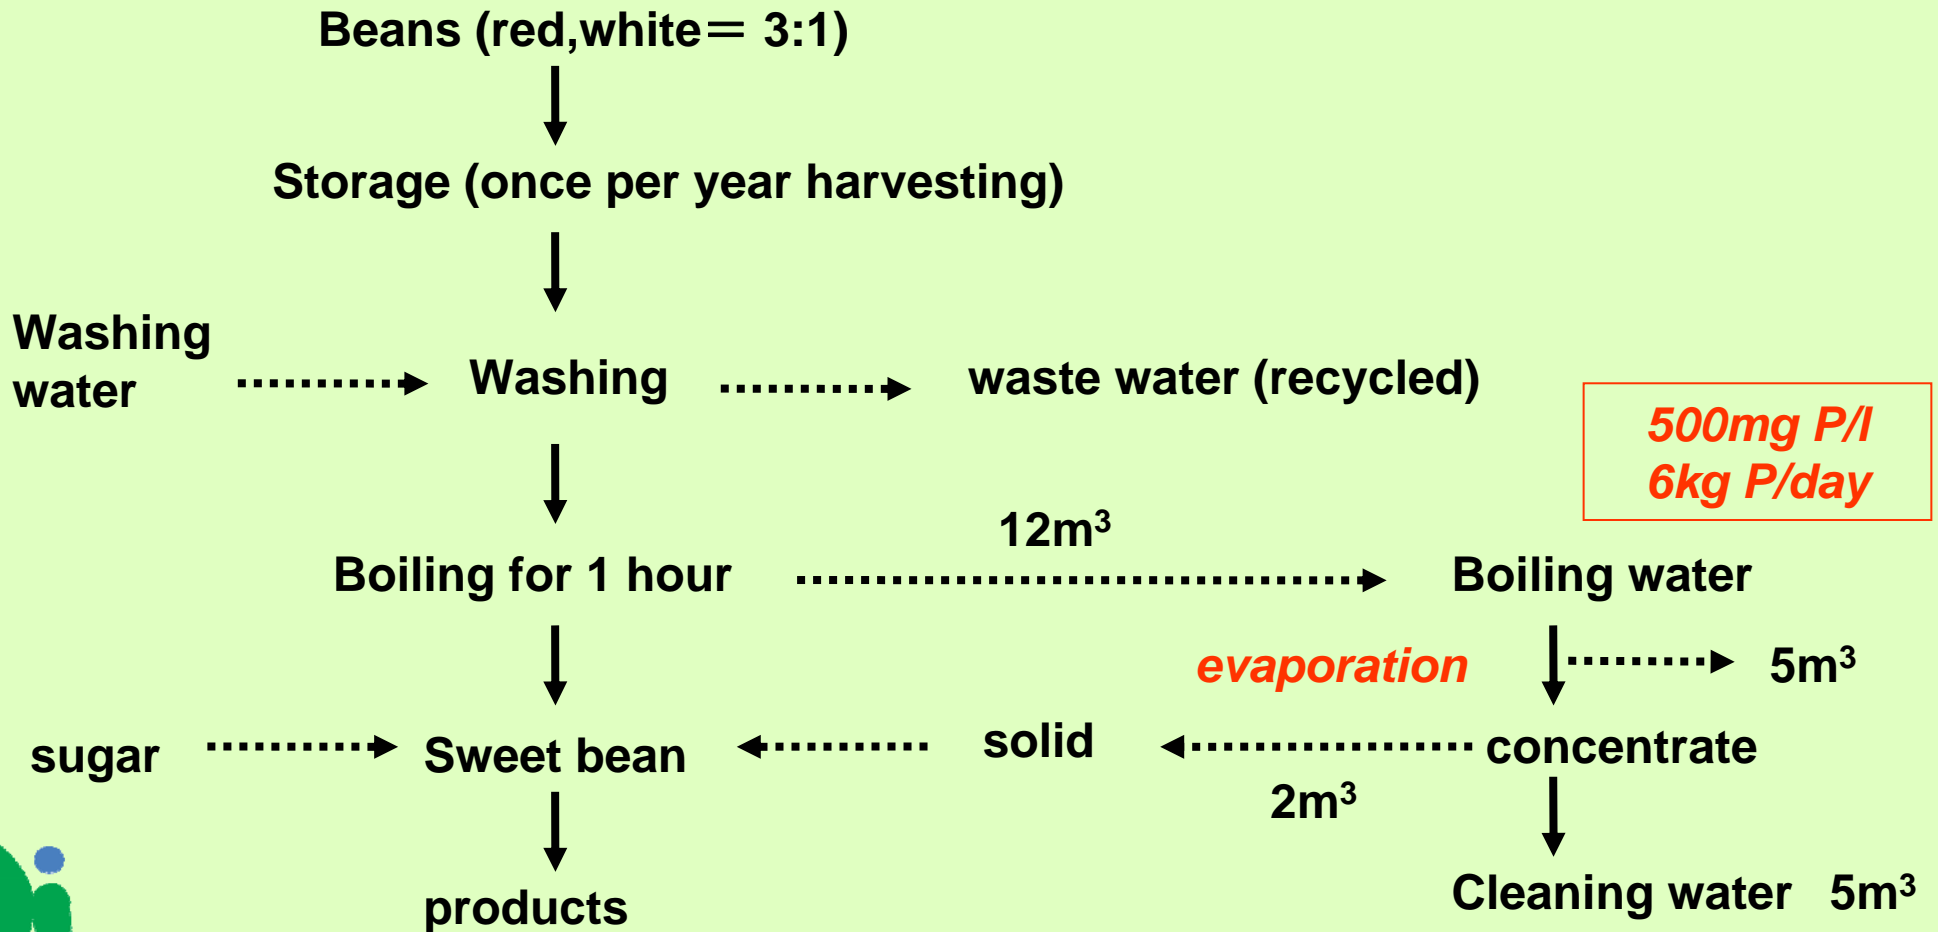 Beans (red,white＝ 3:1)
Storage (once per year harvesting)
Washing
water
Washing
waste water (recycled)
500mg P/l
6kg P/day
12m³
Boiling for 1 hour
Boiling water
evaporation
5m³
sugar
Sweet bean
solid
concentrate
2m³
products
Cleaning water 5m³